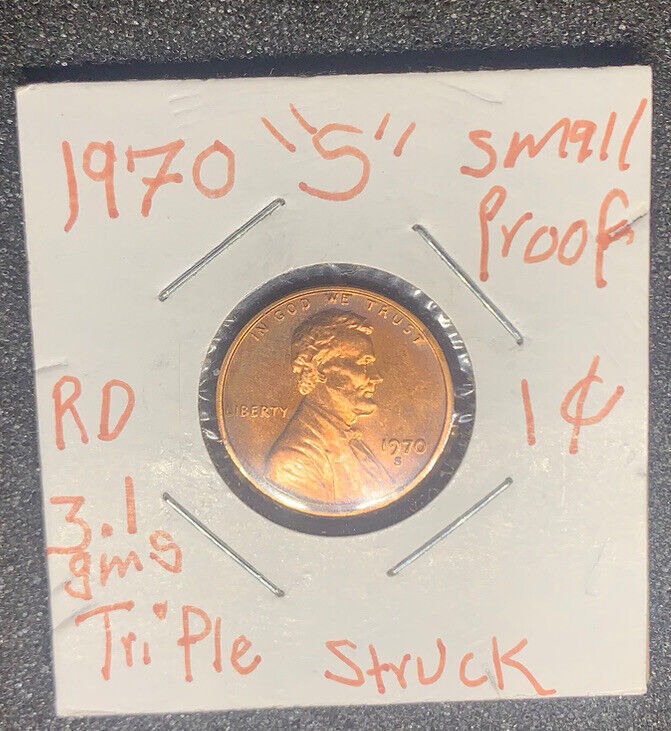 1970 "S" small
Proof
IN GOD WE TRUST
LIBERTY
1970
S
RD
1¢
3.1
gms
Triple Struck